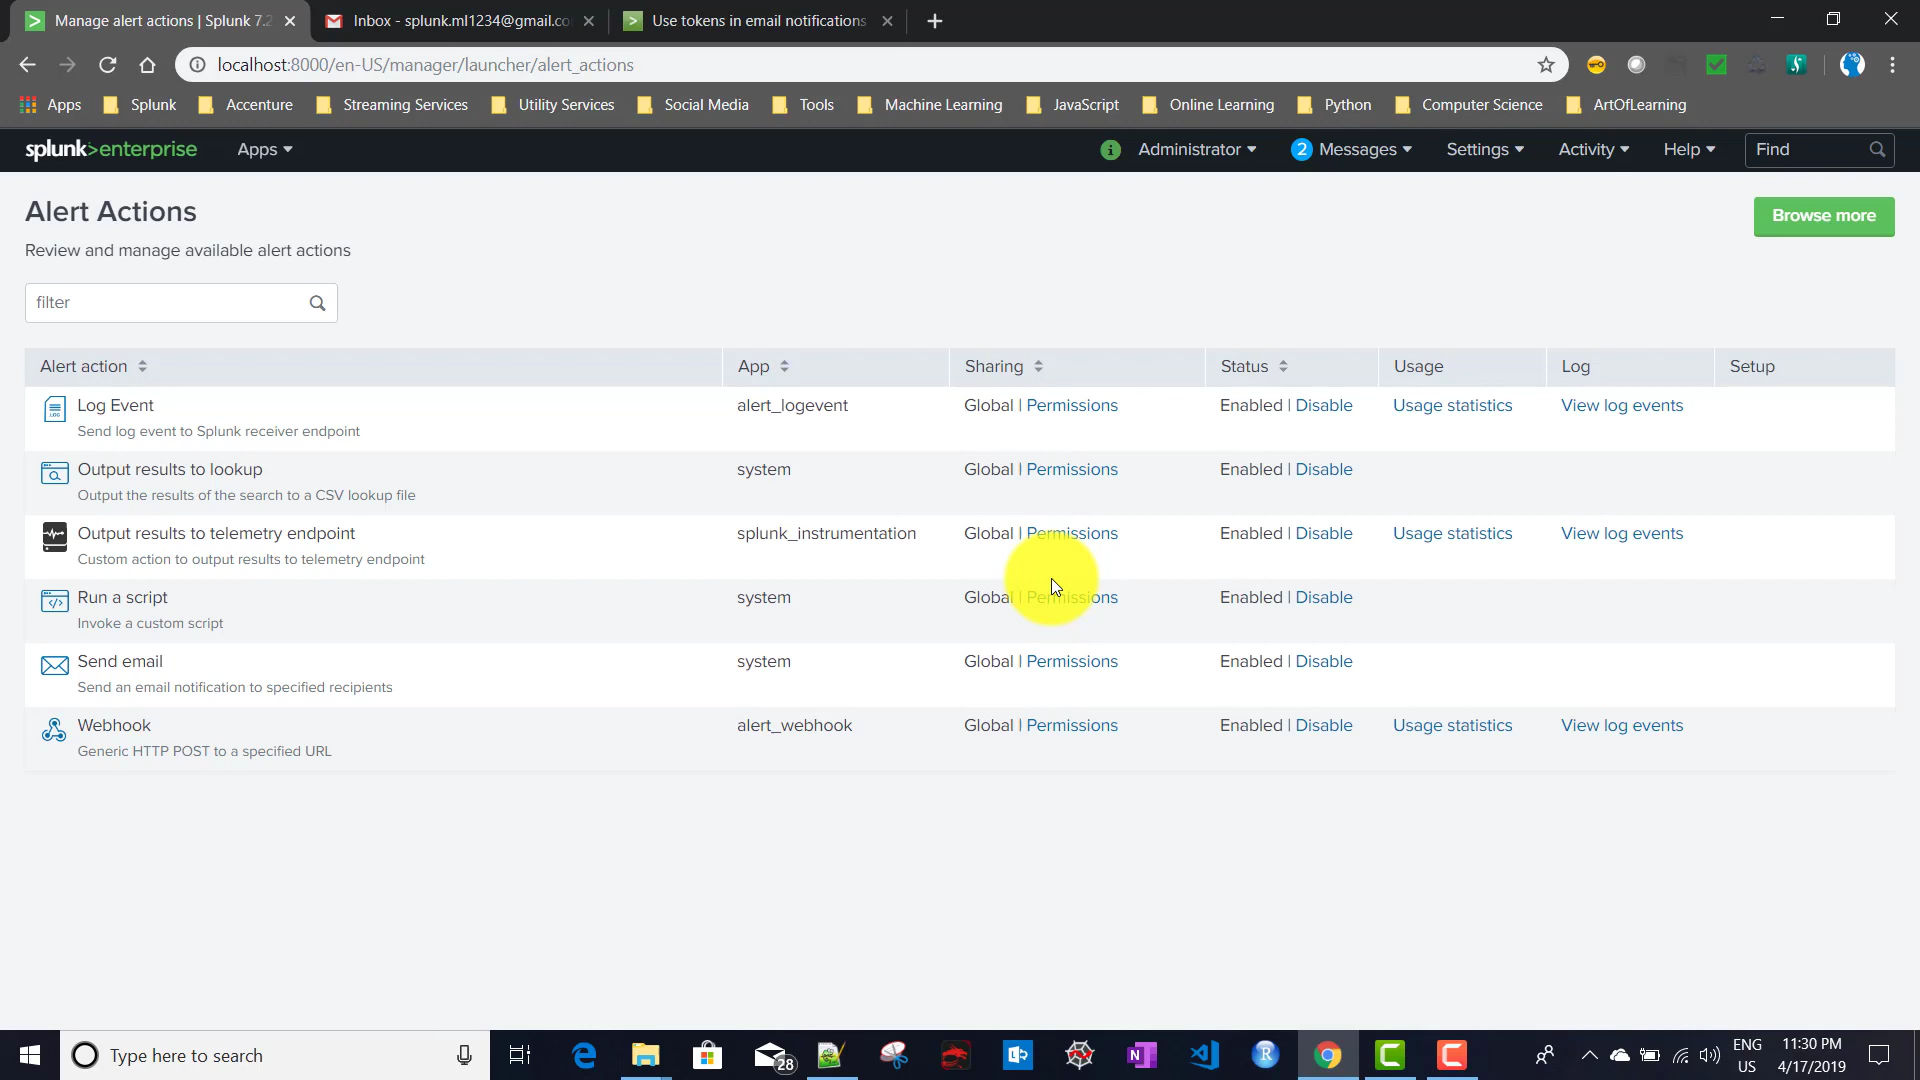 Manage alert actions | Splunk 7.2
Inbox - splunk.ml1234@gmail.co
Use tokens in email notifications
localhost:8000/en-US/manager/launcher/alert_actions
Apps Splunk Accenture Streaming Services Utility Services Social Media Tools Machine Learning JavaScript Online Learning Python Computer Science ArtOfLearning
splunk>enterprise Apps i Administrator 2 Messages Settings Activity Help Find
Alert Actions
Browse more
Review and manage available alert actions
filter
Alert action App Sharing Status Usage Log Setup
Log Event alert_logevent Global | Permissions Enabled | Disable Usage statistics View log events
Send log event to Splunk receiver endpoint
Output results to lookup system Global | Permissions Enabled | Disable
Output the results of the search to a CSV lookup file
Output results to telemetry endpoint splunk_instrumentation Global | Permissions Enabled | Disable Usage statistics View log events
Custom action to output results to telemetry endpoint
Run a script system Global | Permissions Enabled | Disable
Invoke a custom script
Send email system Global | Permissions Enabled | Disable
Send an email notification to specified recipients
Webhook alert_webhook Global | Permissions Enabled | Disable Usage statistics View log events
Generic HTTP POST to a specified URL
Type here to search
28
ENG
US
11:30 PM
4/17/2019